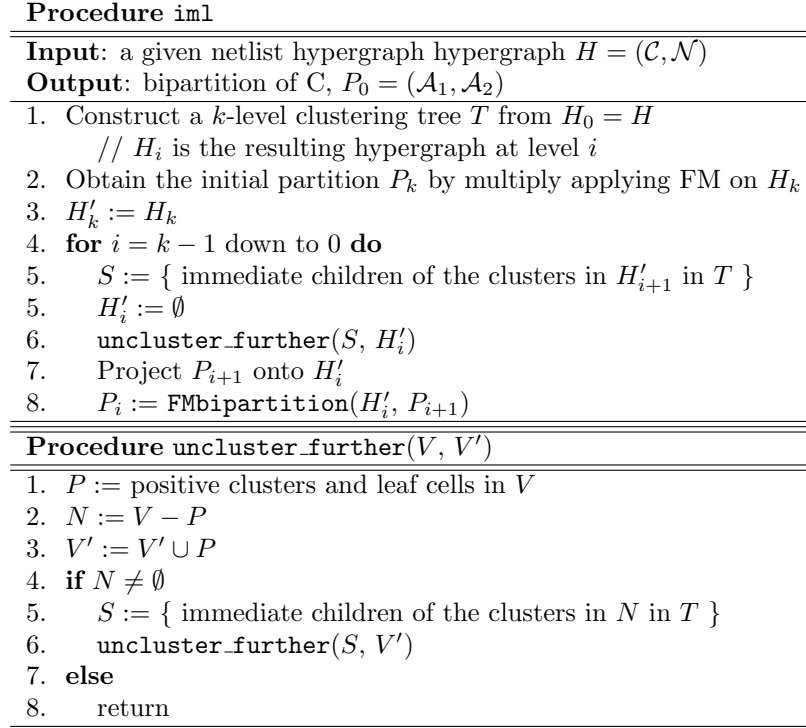 Procedure iml
Input: a given netlist hypergraph hypergraph H = (𝒞, 𝒩)
Output: bipartition of C, P₀ = (𝒜₁, 𝒜₂)
1. Construct a k-level clustering tree T from H₀ = H
// Hᵢ is the resulting hypergraph at level i
2. Obtain the initial partition Pₖ by multiply applying FM on Hₖ
3. H′ₖ := Hₖ
4. for i = k − 1 down to 0 do
5. S := { immediate children of the clusters in H′ᵢ₊₁ in T }
5. H′ᵢ := ∅
6. uncluster_further(S, H′ᵢ)
7. Project Pᵢ₊₁ onto H′ᵢ
8. Pᵢ := FMbipartition(H′ᵢ, Pᵢ₊₁)
Procedure uncluster_further(V, V′)
1. P := positive clusters and leaf cells in V
2. N := V − P
3. V′ := V′ ∪ P
4. if N ≠ ∅
5. S := { immediate children of the clusters in N in T }
6. uncluster_further(S, V′)
7. else
8. return